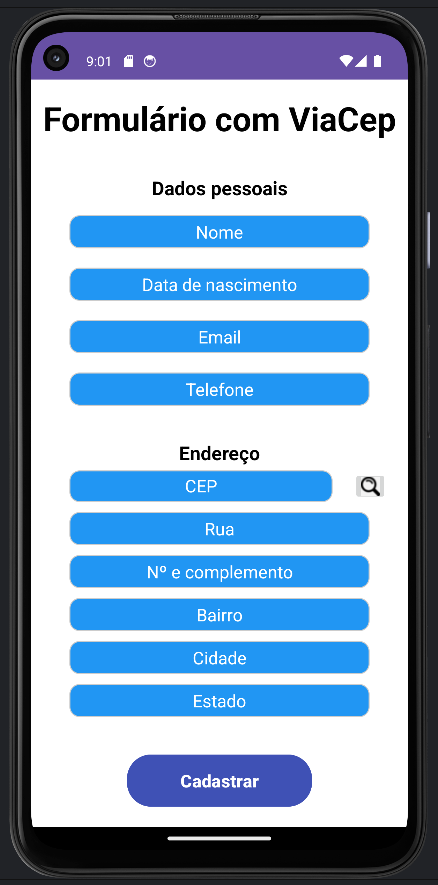 9:01
Formulário com ViaCep
Dados pessoais
Nome
Data de nascimento
Email
Telefone
Endereço
CEP
Rua
Nº e complemento
Bairro
Cidade
Estado
Cadastrar